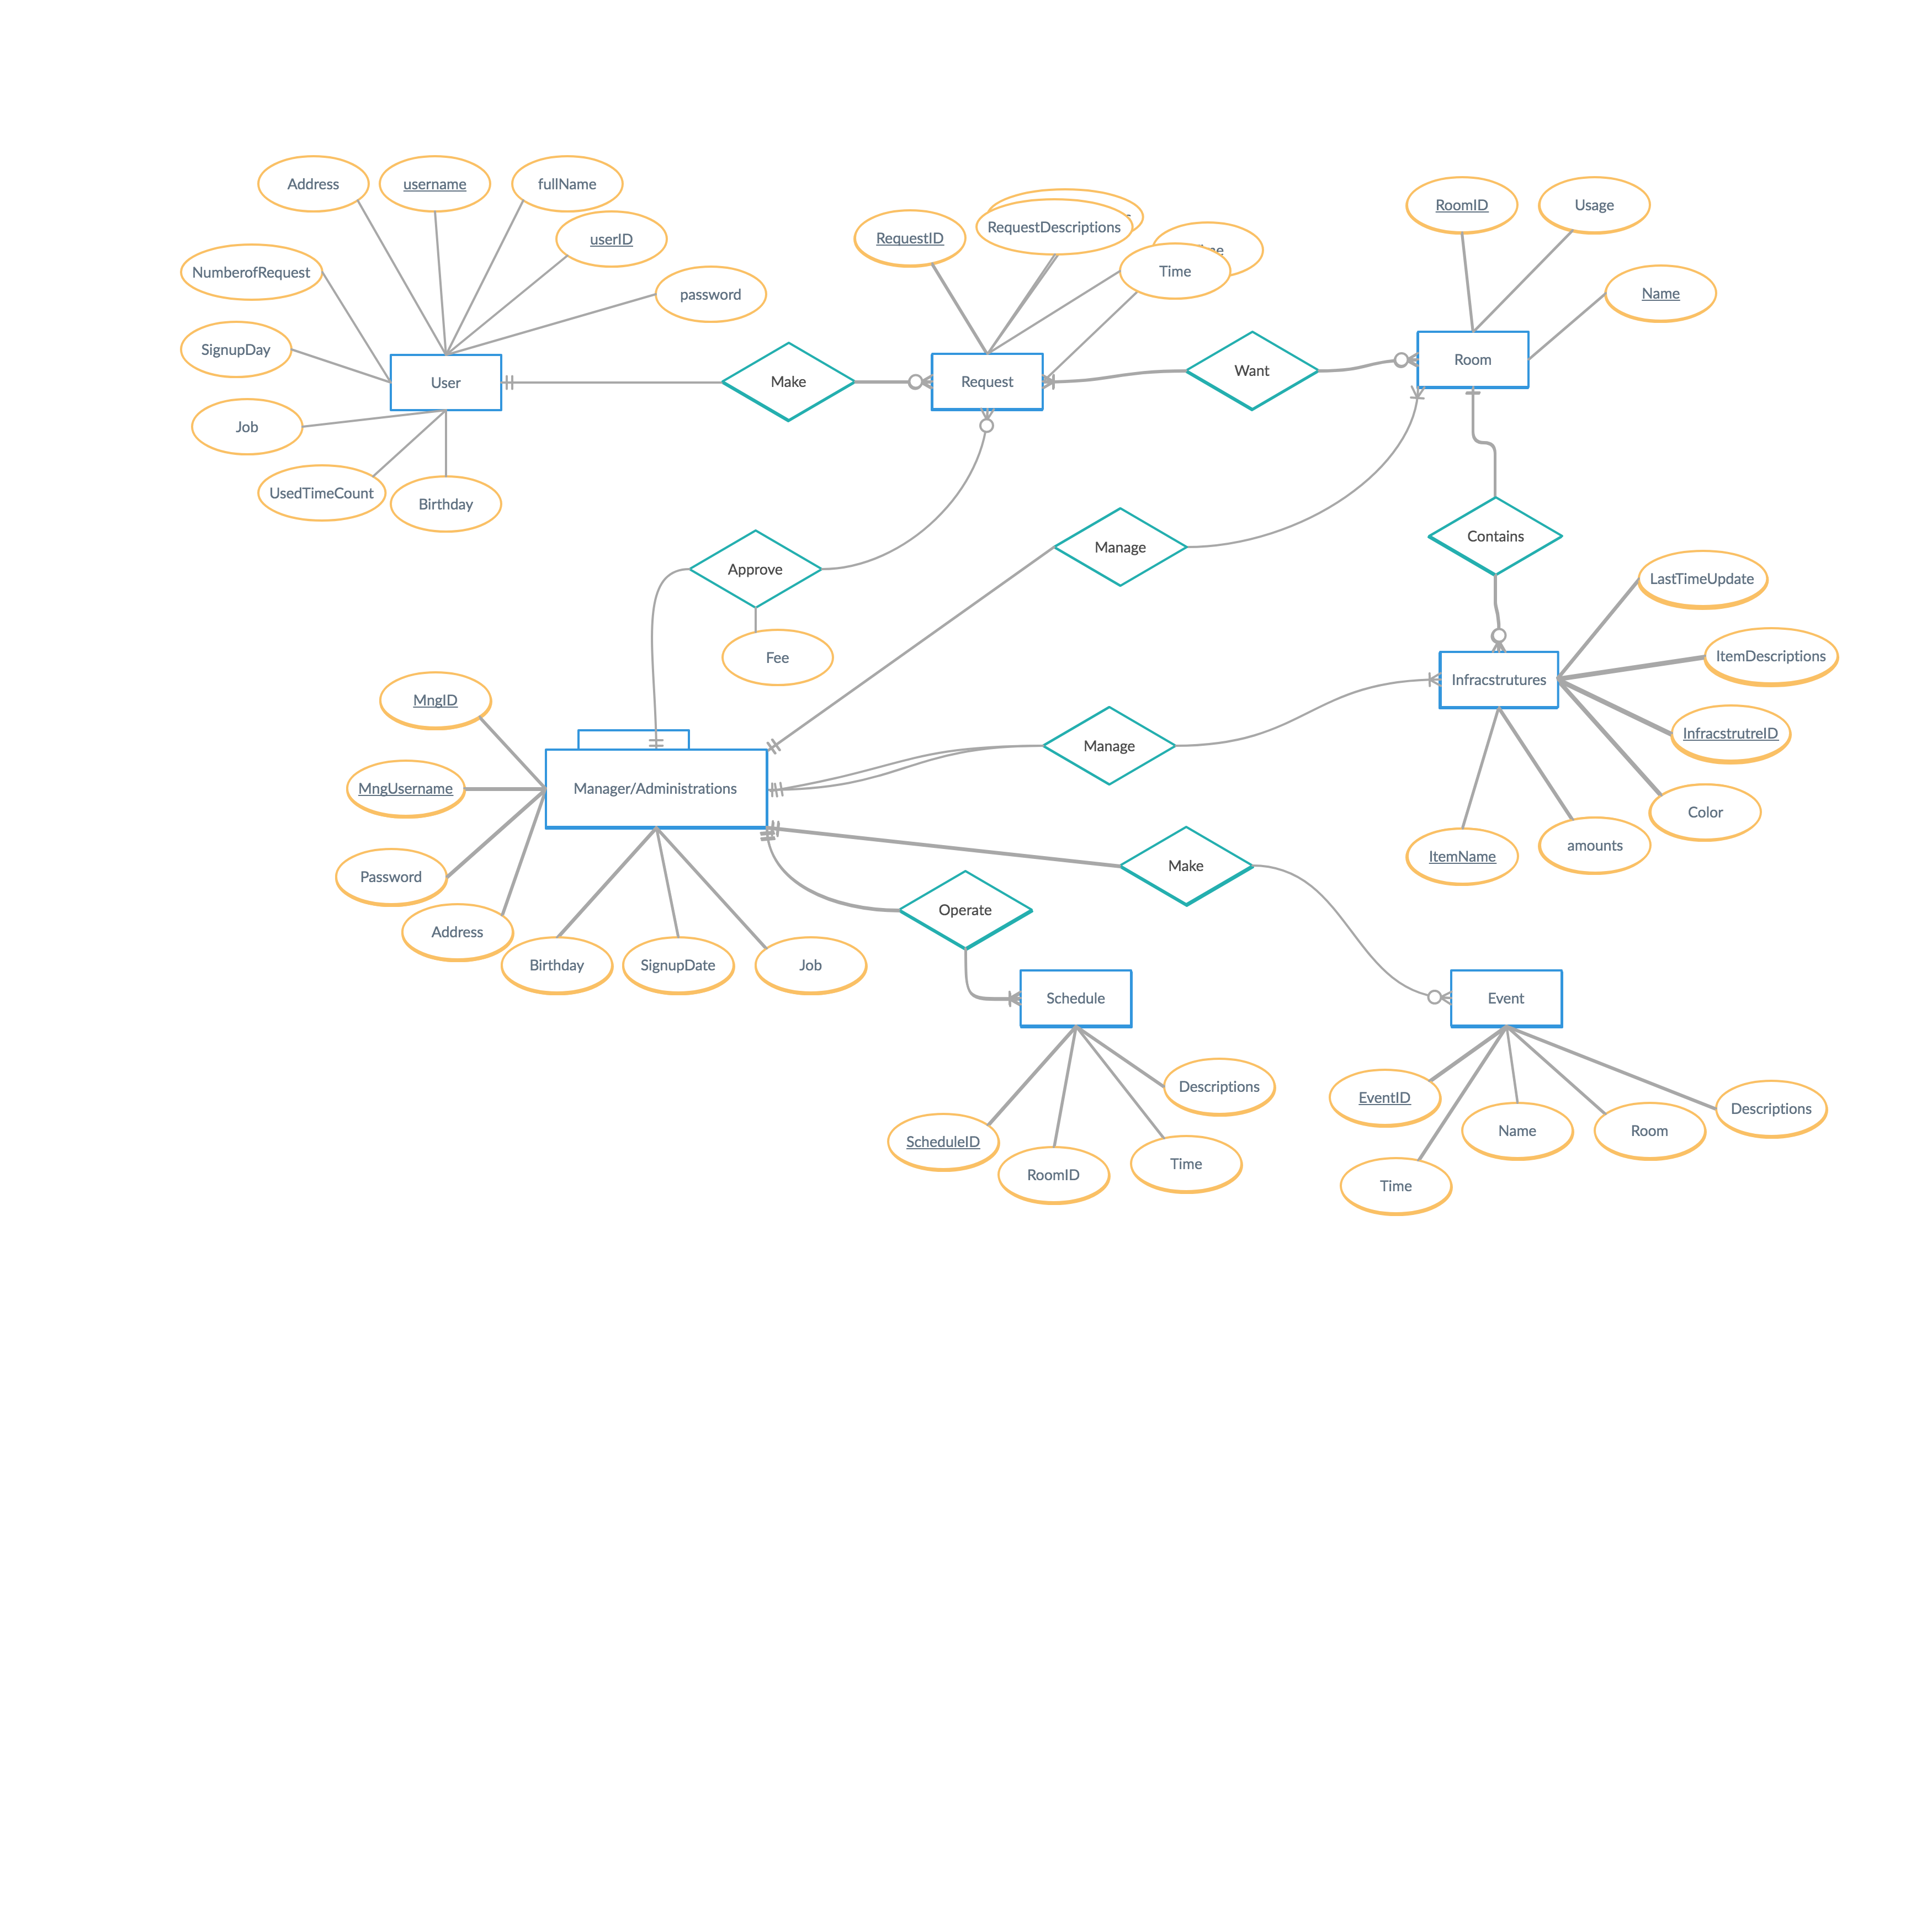 Address
username
fullName
userID
NumberofRequest
password
SignupDay
User
Job
UsedTimeCount
Birthday
Make
RequestID
RequestDescriptions
Time
Request
Want
RoomID
Usage
Name
Room
Approve
Fee
Manage
Contains
LastTimeUpdate
ItemDescriptions
Infracstrutures
InfracstrutreID
Color
amounts
ItemName
MngID
MngUsername
Manager/Administrations
Manage
Password
Address
Birthday
SignupDate
Job
Make
Operate
Schedule
Event
Descriptions
ScheduleID
RoomID
Time
EventID
Name
Room
Descriptions
Time